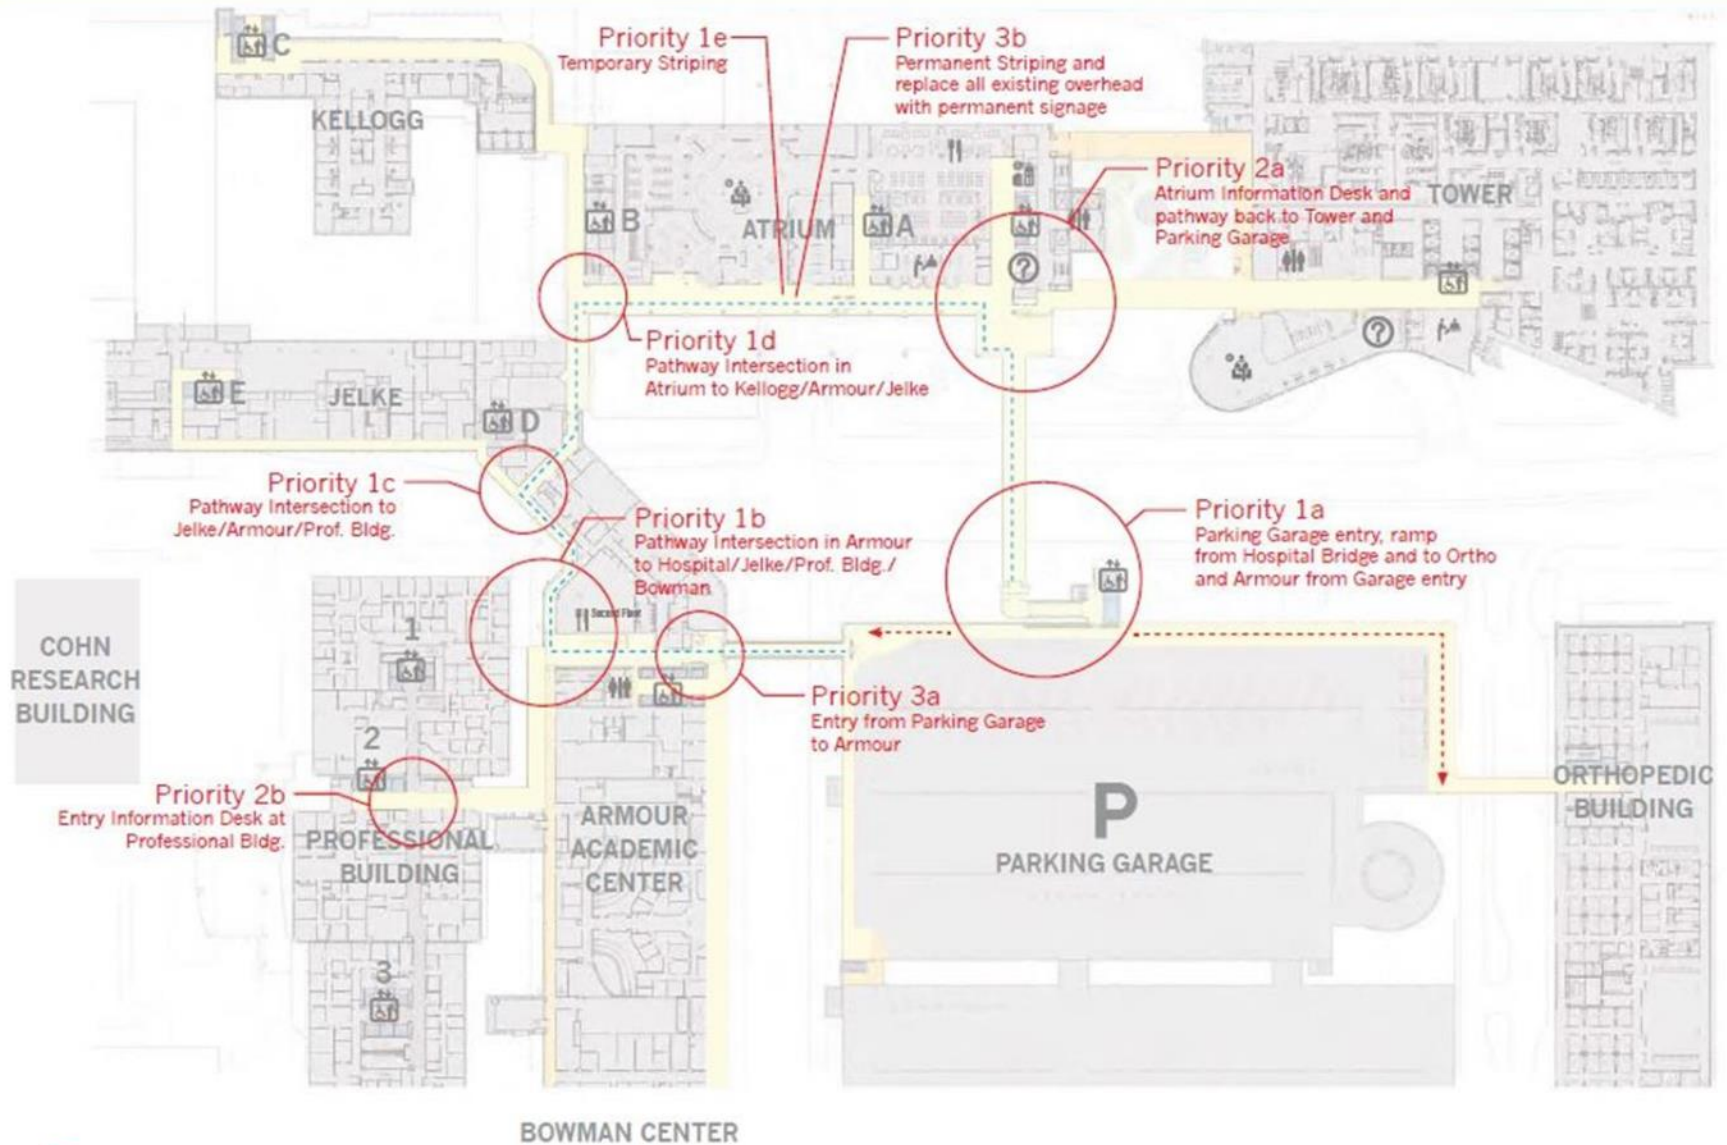 Priority 1e
Temporary Striping
Priority 3b
Permanent Striping and
replace all existing overhead
with permanent signage
C
KELLOGG
Priority 2a
Atrium Information Desk and
pathway back to Tower and
Parking Garage
TOWER
B
ATRIUM
A
?
?
Priority 1d
Pathway Intersection in
Atrium to Kellogg/Armour/Jelke
E
JELKE
D
Priority 1c
Pathway Intersection to
Jelke/Armour/Prof. Bldg.
Priority 1b
Pathway Intersection in Armour
to Hospital/Jelke/Prof. Bldg./
Bowman
Priority 1a
Parking Garage entry, ramp
from Hospital Bridge and to Ortho
and Armour from Garage entry
Second Floor
COHN
RESEARCH
BUILDING
1
Priority 3a
Entry from Parking Garage
to Armour
2
Priority 2b
Entry Information Desk at
Professional Bldg.
PROFESSIONAL
BUILDING
ARMOUR
ACADEMIC
CENTER
P
PARKING GARAGE
ORTHOPEDIC
BUILDING
3
BOWMAN CENTER